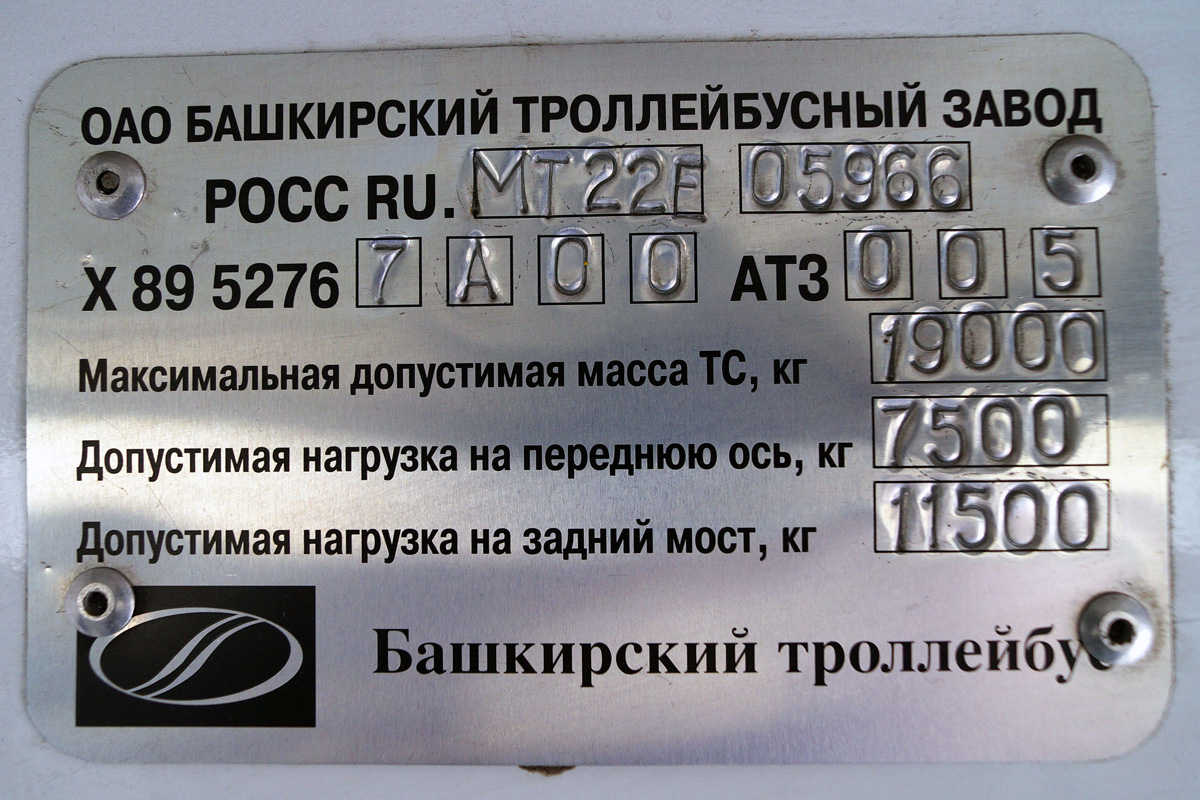 ОАО БАШКИРСКИЙ ТРОЛЛЕЙБУСНЫЙ ЗАВОД
РОСС RU. МТ22Е 05966
Х 89 5276 7 А 0 0 АТЗ 0 0 5
Максимальная допустимая масса ТС, кг 19000
Допустимая нагрузка на переднюю ось, кг 7500
Допустимая нагрузка на задний мост, кг 11500
Башкирский троллейбус